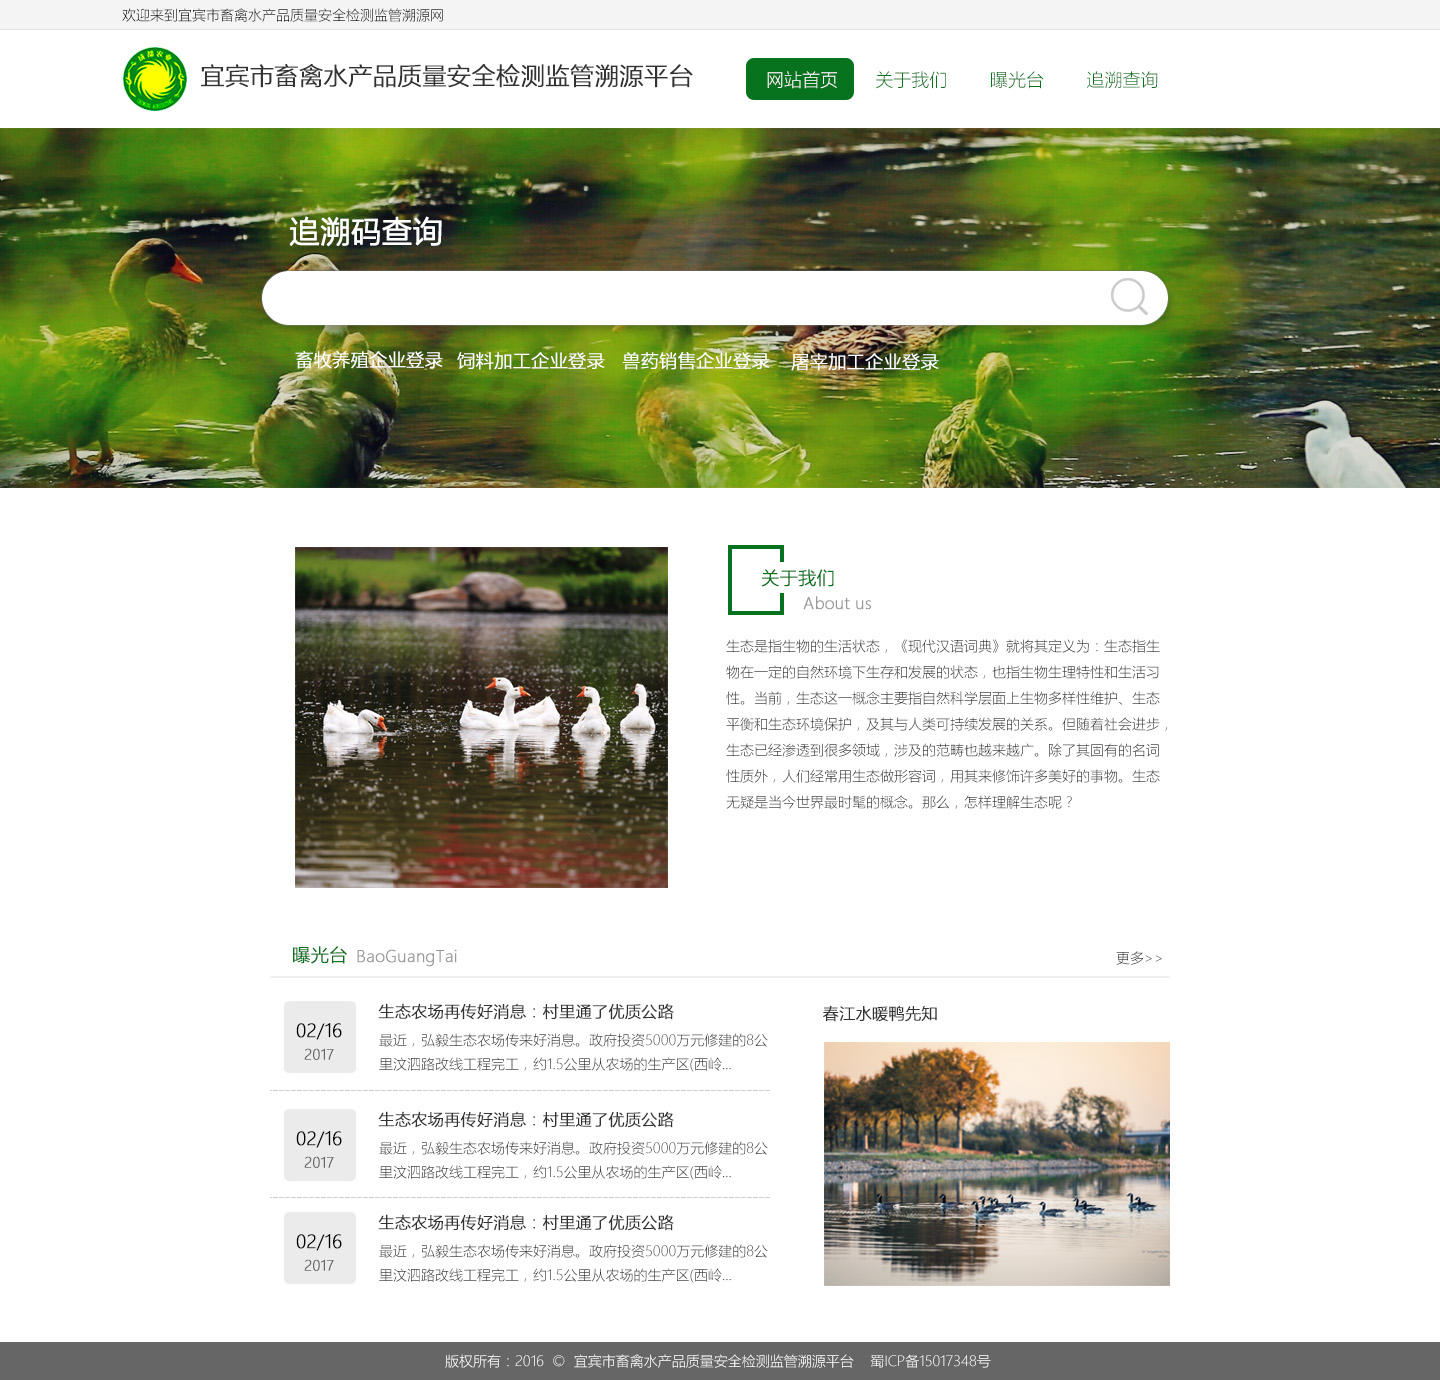 欢迎来到宜宾市畜禽水产品质量安全检测监管溯源网
宜宾市畜禽水产品质量安全检测监管溯源平台
网站首页 关于我们 曝光台 追溯查询
追溯码查询
畜牧养殖企业登录 饲料加工企业登录 兽药销售企业登录 屠宰加工企业登录
关于我们
About us
生态是指生物的生活状态，《现代汉语词典》就将其定义为：生态指生
物在一定的自然环境下生存和发展的状态，也指生物生理特性和生活习
性。当前，生态这一概念主要指自然科学层面上生物多样性维护、生态
平衡和生态环境保护，及其与人类可持续发展的关系。但随着社会进步，
生态已经渗透到很多领域，涉及的范畴也越来越广。除了其固有的名词
性质外，人们经常用生态做形容词，用其来修饰许多美好的事物。生态
无疑是当今世界最时髦的概念。那么，怎样理解生态呢？
曝光台 BaoGuangTai
更多>>
02/16
2017
生态农场再传好消息：村里通了优质公路
最近，弘毅生态农场传来好消息。政府投资5000万元修建的8公
里汶泗路改线工程完工，约1.5公里从农场的生产区(西岭...
02/16
2017
生态农场再传好消息：村里通了优质公路
最近，弘毅生态农场传来好消息。政府投资5000万元修建的8公
里汶泗路改线工程完工，约1.5公里从农场的生产区(西岭...
02/16
2017
生态农场再传好消息：村里通了优质公路
最近，弘毅生态农场传来好消息。政府投资5000万元修建的8公
里汶泗路改线工程完工，约1.5公里从农场的生产区(西岭...
春江水暖鸭先知
版权所有：2016 © 宜宾市畜禽水产品质量安全检测监管溯源平台 蜀ICP备15017348号